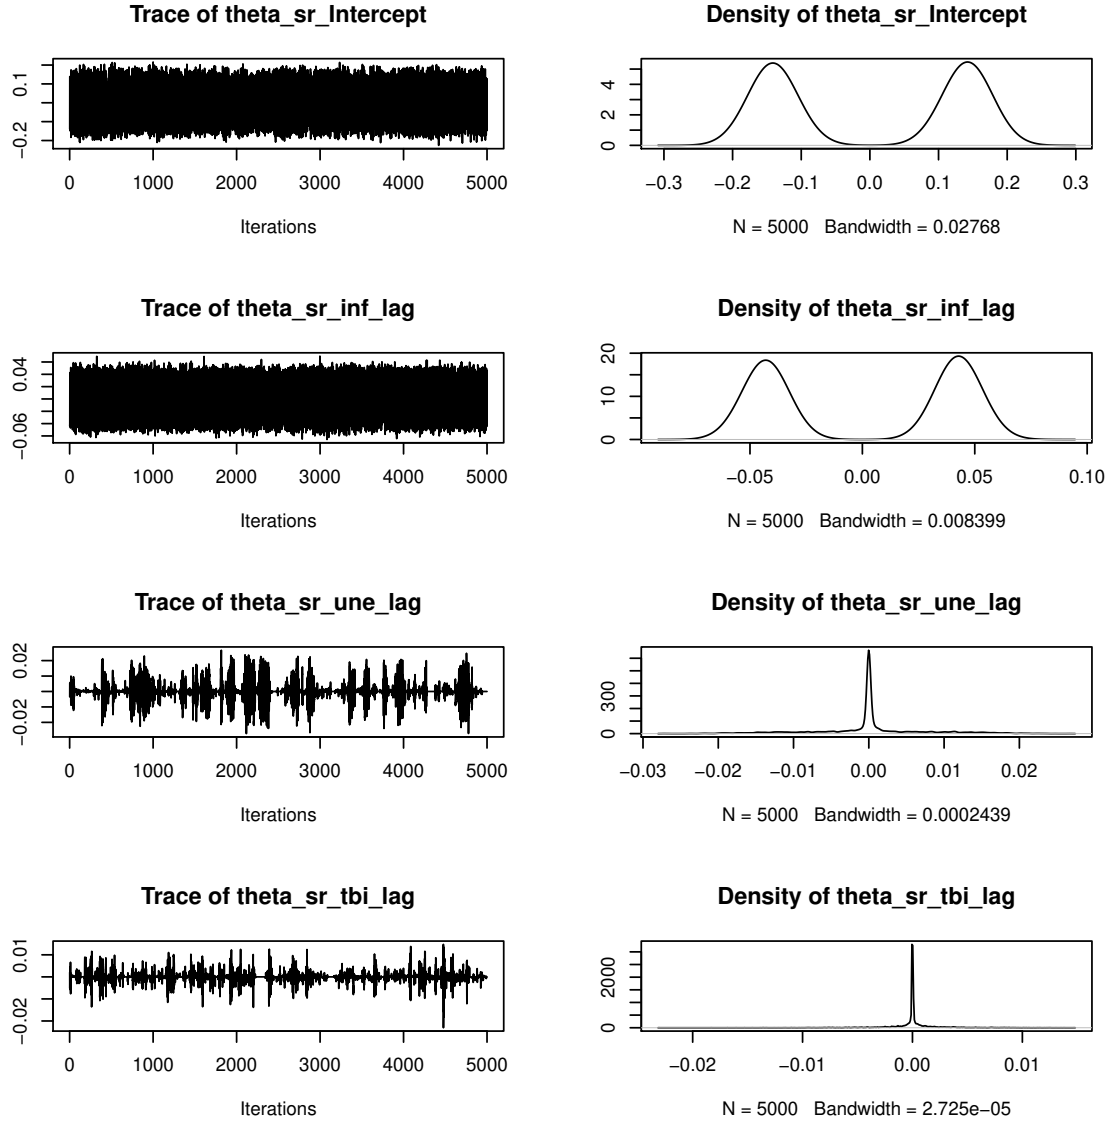 Trace of theta_sr_Intercept
0.1
−0.2
0 1000 2000 3000 4000 5000
Iterations
Density of theta_sr_Intercept
4
2
0
−0.3 −0.2 −0.1 0.0 0.1 0.2 0.3
N = 5000 Bandwidth = 0.02768
Trace of theta_sr_inf_lag
0.04
−0.06
0 1000 2000 3000 4000 5000
Iterations
Density of theta_sr_inf_lag
20
10
0
−0.05 0.00 0.05 0.10
N = 5000 Bandwidth = 0.008399
Trace of theta_sr_une_lag
0.02
−0.02
0 1000 2000 3000 4000 5000
Iterations
Density of theta_sr_une_lag
300
0
−0.03 −0.02 −0.01 0.00 0.01 0.02
N = 5000 Bandwidth = 0.0002439
Trace of theta_sr_tbi_lag
0.01
−0.02
0 1000 2000 3000 4000 5000
Iterations
Density of theta_sr_tbi_lag
2000
0
−0.02 −0.01 0.00 0.01
N = 5000 Bandwidth = 2.725e−05